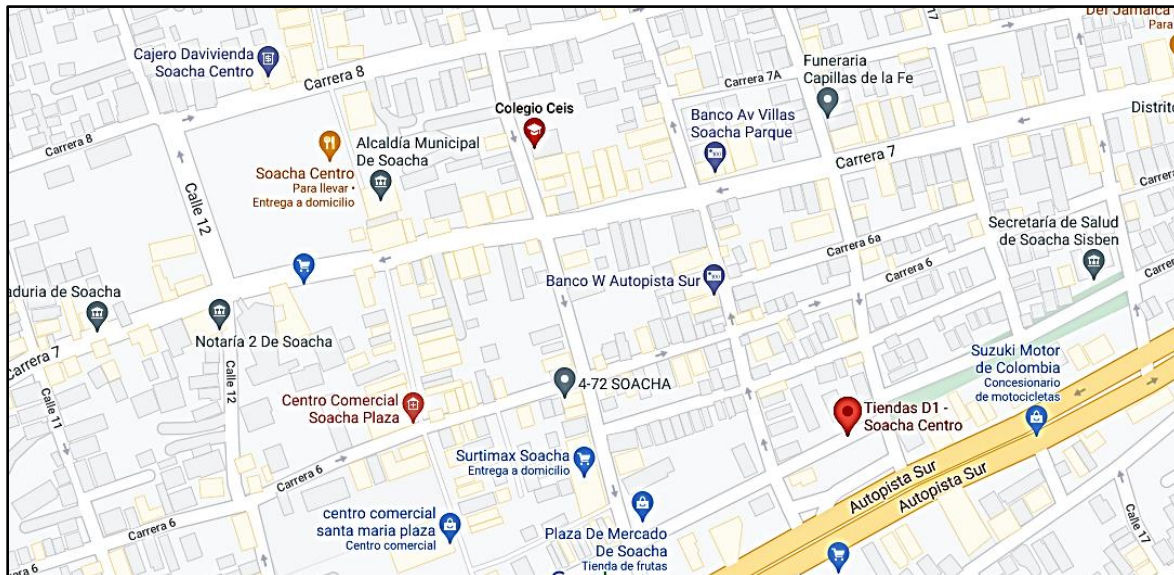 Cajero Davivienda
Soacha Centro
Carrera 8
Carrera 8
Calle 12
Soacha Centro
Para llevar •
Entrega a domicilio
Alcaldía Municipal
De Soacha
Colegio Ceis
Carrera 7A
17
Del Jamaica
Para
Funeraria
Capillas de la Fe
Banco Av Villas
Soacha Parque
Distrito
Carrera 7
Carrera
Secretaría de Salud
de Soacha Sisben
Carrera 6a
Carrera 6
Banco W Autopista Sur
aduria de Soacha
Notaría 2 De Soacha
Carrera 7
Calle 11
Calle 12
Centro Comercial
Soacha Plaza
4-72 SOACHA
Suzuki Motor
de Colombia
Concesionario
de motocicletas
Tiendas D1 -
Soacha Centro
Surtimax Soacha
Entrega a domicilio
Carrera 6
Carrera 6
centro comercial
santa maria plaza
Centro comercial
Plaza De Mercado
De Soacha
Tienda de frutas
Autopista Sur
Autopista Sur
Calle 17